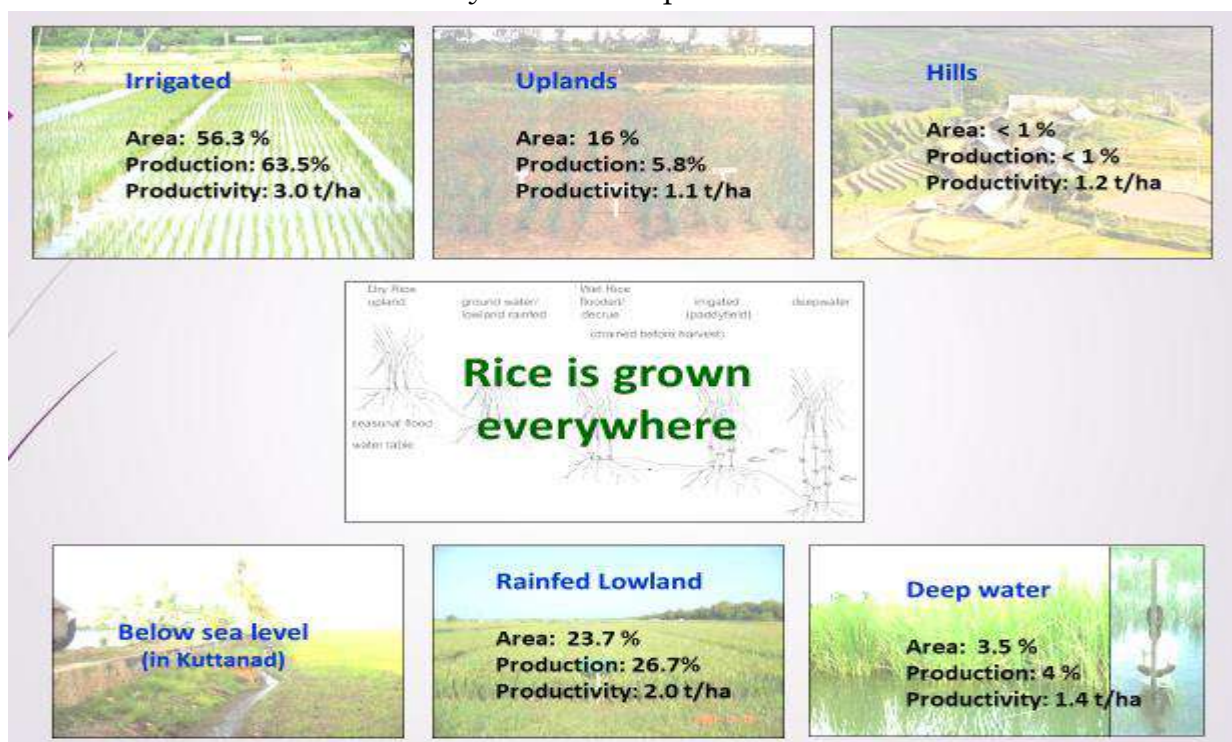 Irrigated
Area: 56.3 %
Production: 63.5%
Productivity: 3.0 t/ha
Uplands
Area: 16 %
Production: 5.8%
Productivity: 1.1 t/ha
Hills
Area: < 1 %
Production: < 1 %
Productivity: 1.2 t/ha
Dry Rice
upland
ground water/
lowland rainfed
Wet Rice
flooded/
decrue
irrigated
(paddyfield)
deepwater
(drained before harvest)
Rice is grown
everywhere
seasonal flood
water table
Below sea level
(in Kuttanad)
Rainfed Lowland
Area: 23.7 %
Production: 26.7%
Productivity: 2.0 t/ha
Deep water
Area: 3.5 %
Production: 4 %
Productivity: 1.4 t/ha